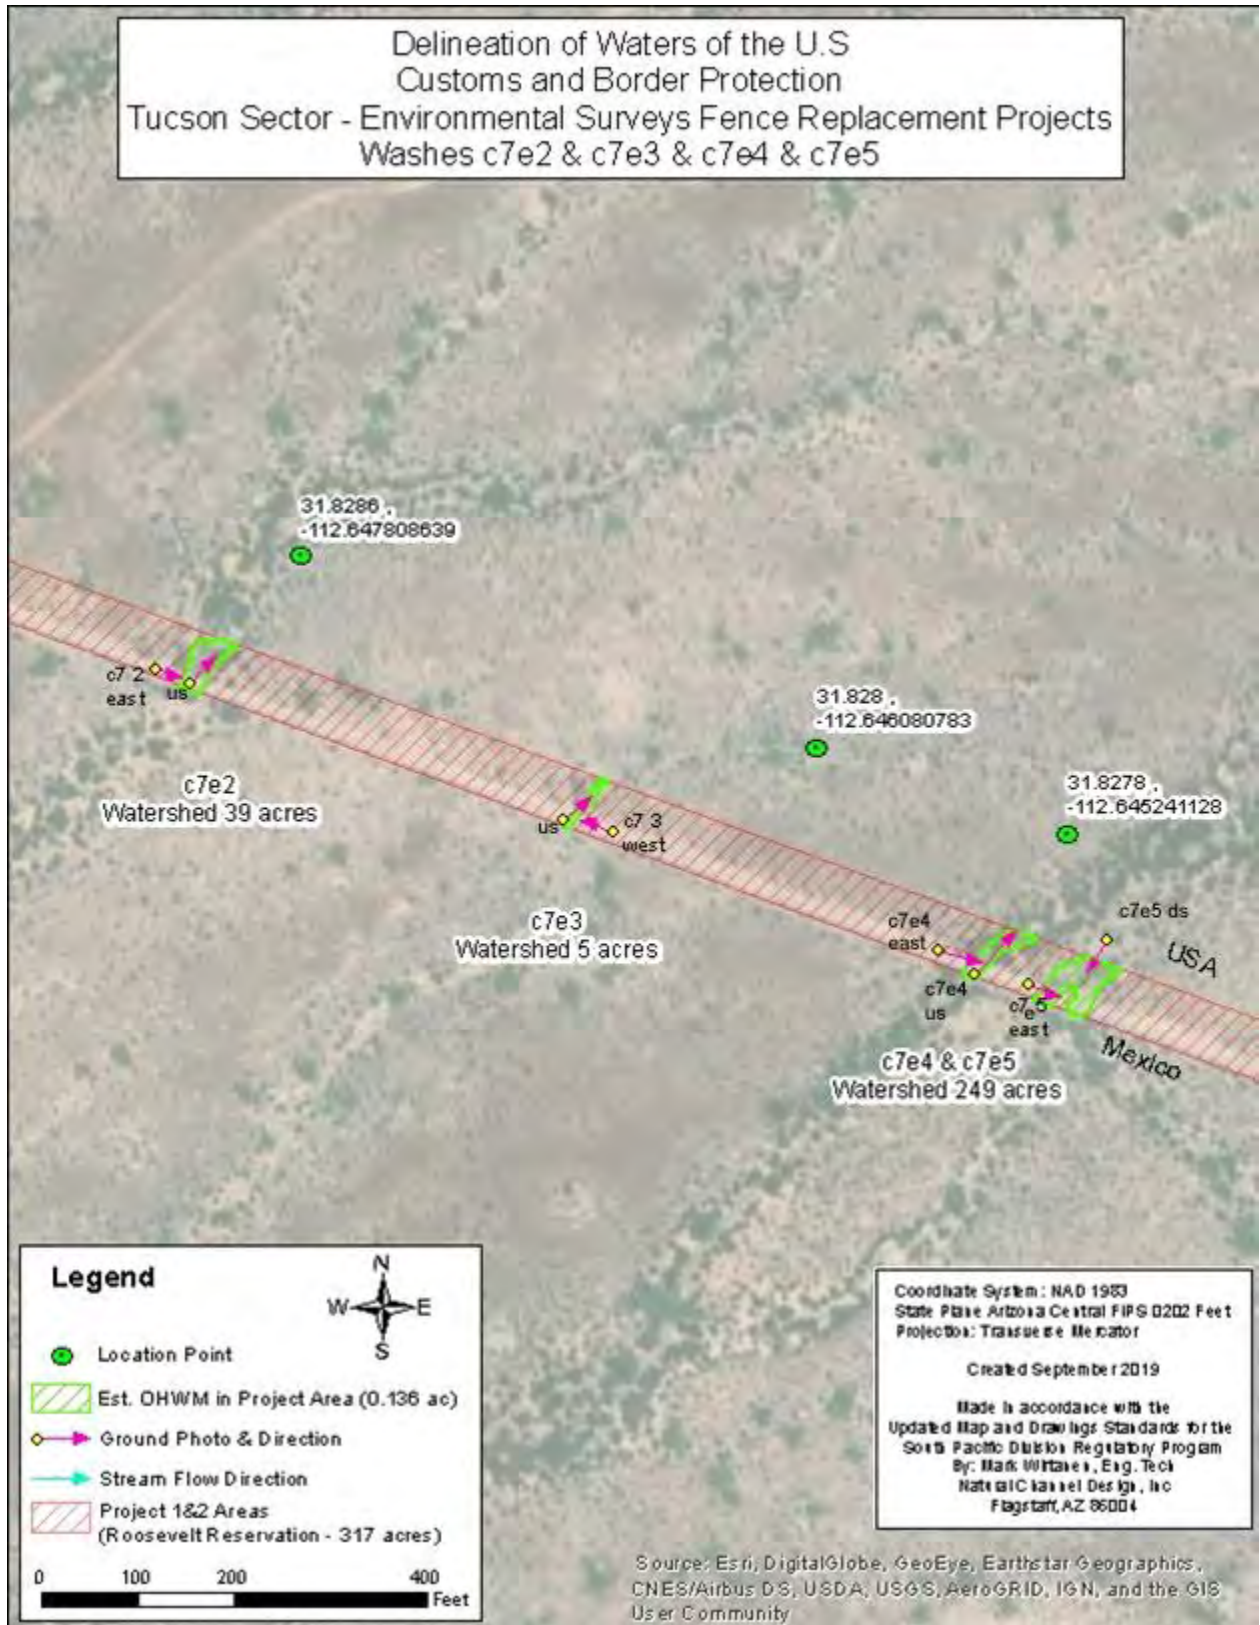 Delineation of Waters of the U.S
Customs and Border Protection
Tucson Sector - Environmental Surveys Fence Replacement Projects
Washes c7e2 & c7e3 & c7e4 & c7e5
31.8286 ,
-112.647808639
c7 2
east
us
c7e2
Watershed 39 acres
31.828 ,
-112.646080783
us
c7 3
west
c7e3
Watershed 5 acres
31.8278 ,
-112.645241128
c7e4
east
c7e5 ds
USA
c7e4
us
c7e5
east
Mexico
c7e4 & c7e5
Watershed 249 acres
Legend
N
W
E
S
Location Point
Est. OHWM in Project Area (0.136 ac)
Ground Photo & Direction
Stream Flow Direction
Project 1&2 Areas
(Roosevelt Reservation - 317 acres)
0 100 200 400
Feet
Coordinate System: NAD 1983
State Plane Arizona Central FIPS 0202 Feet
Projection: Transverse Mercator
Created September 2019
Made in accordance with the
Updated Map and Drawings Standards for the
South Pacific Division Regulatory Program
By: Mark Wirtanen, Eng. Tech
Natural Channel Design, Inc
Flagstaff, AZ 86004
Source: Esri, DigitalGlobe, GeoEye, Earthstar Geographics,
CNES/Airbus DS, USDA, USGS, AeroGRID, IGN, and the GIS
User Community